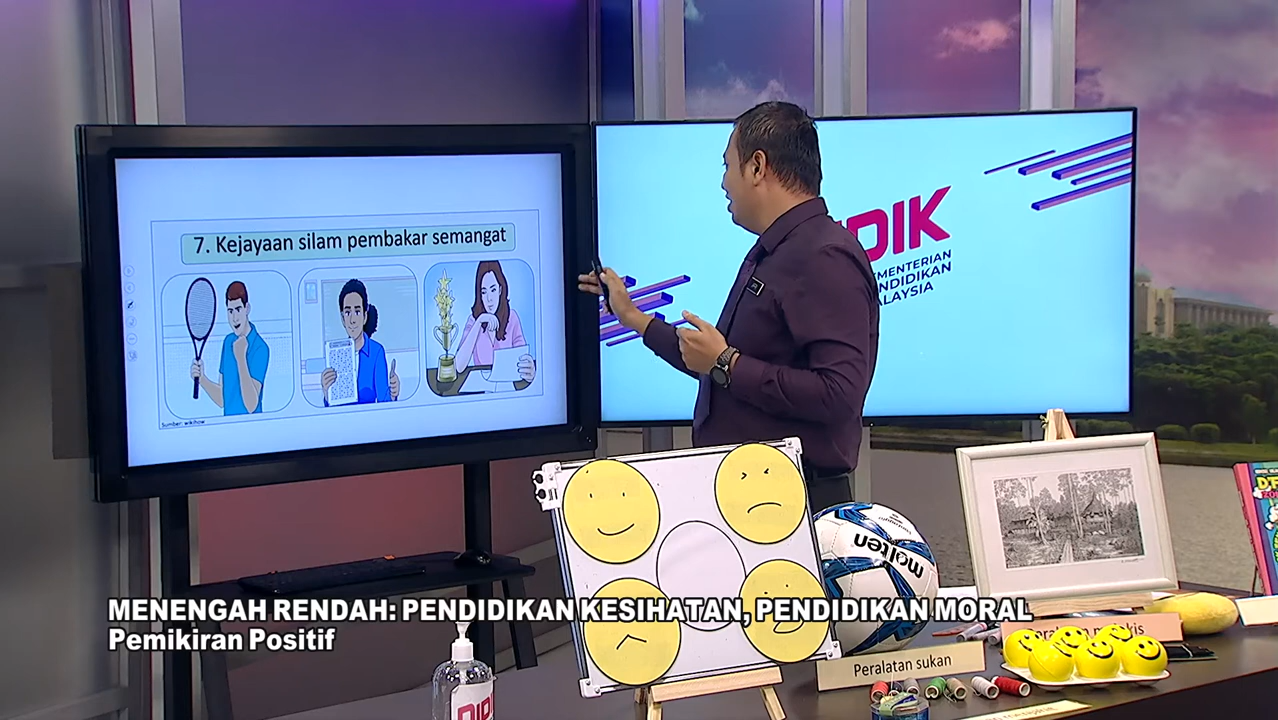 7. Kejayaan silam pembakar semangat
Sumber: wikihow
DIDIK
KEMENTERIAN
PENDIDIKAN
MALAYSIA
molten
MENENGAH RENDAH: PENDIDIKAN KESIHATAN, PENDIDIKAN MORAL
Pemikiran Positif
Peralatan sukan